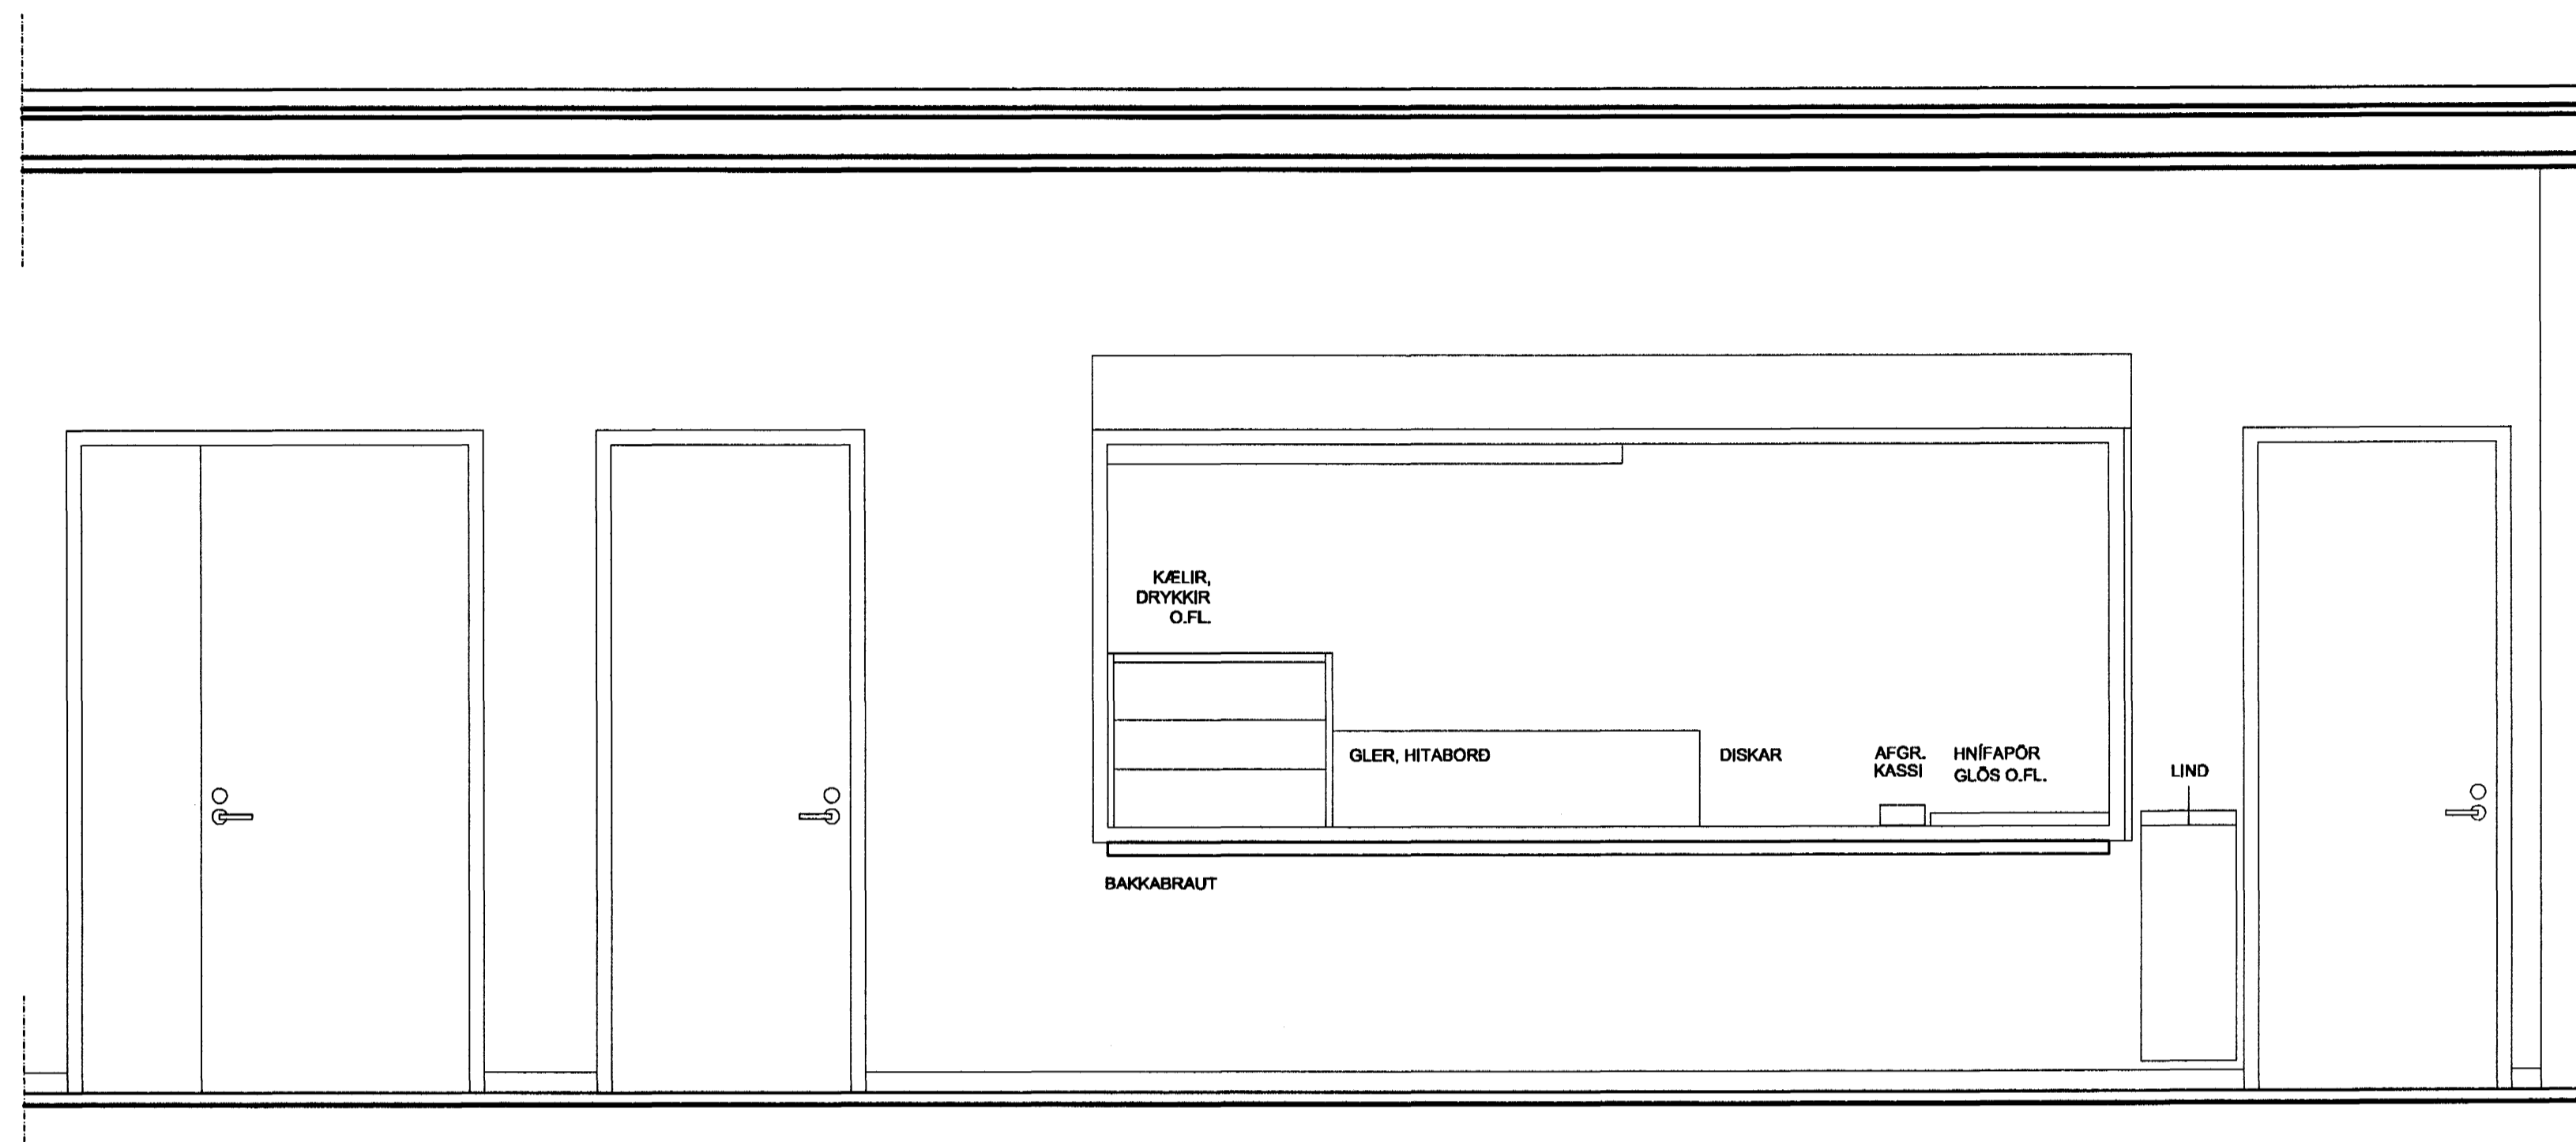 KÆLIR,
DRYKKIR
O.FL.
GLER, HITABORÐ
DISKAR
AFGR.
KASSI
HNÍFAPÖR
GLÖS O.FL.
LIND
BAKKABRAUT